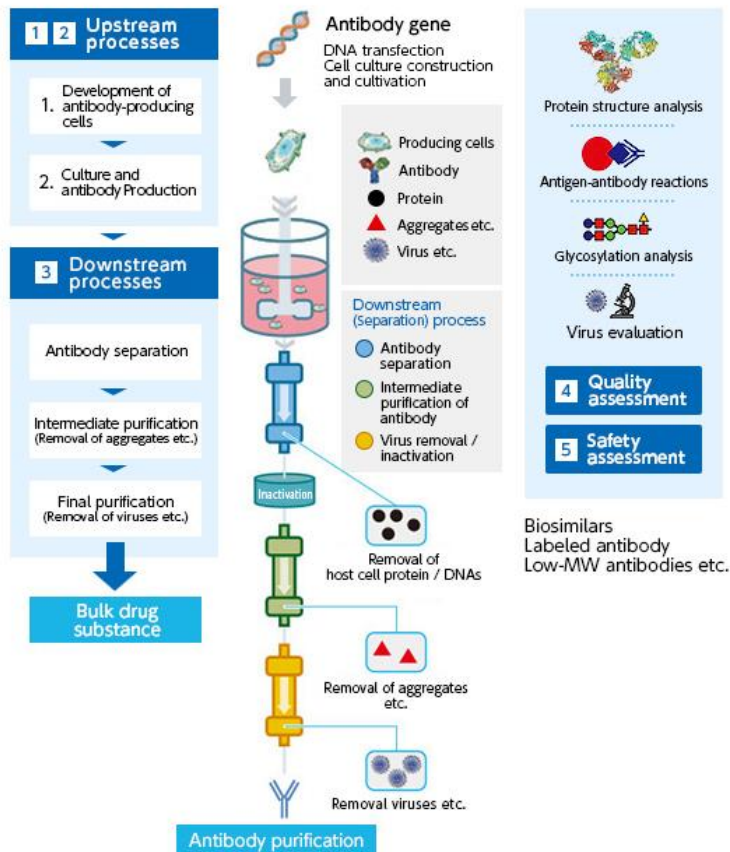 1 2 Upstream
processes
1. Development of
antibody-producing
cells
2. Culture and
antibody Production
3 Downstream
processes
Antibody separation
Intermediate purification
(Removal of aggregates etc.)
Final purification
(Removal of viruses etc.)
Bulk drug
substance
Antibody gene
DNA transfection
Cell culture construction
and cultivation
Producing cells
Antibody
Protein
Aggregates etc.
Virus etc.
Downstream
(Separation) process
Antibody
separation
Intermediate
purification of
antibody
Virus removal /
inactivation
Inactivation
Removal of
host cell protein / DNAs
Removal of aggregates
etc.
Removal viruses etc.
Antibody purification
Protein structure analysis
Antigen-antibody reactions
Glycosylation analysis
Virus evaluation
4 Quality
assessment
5 Safety
assessment
Biosimilars
Labeled antibody
Low-MW antibodies etc.